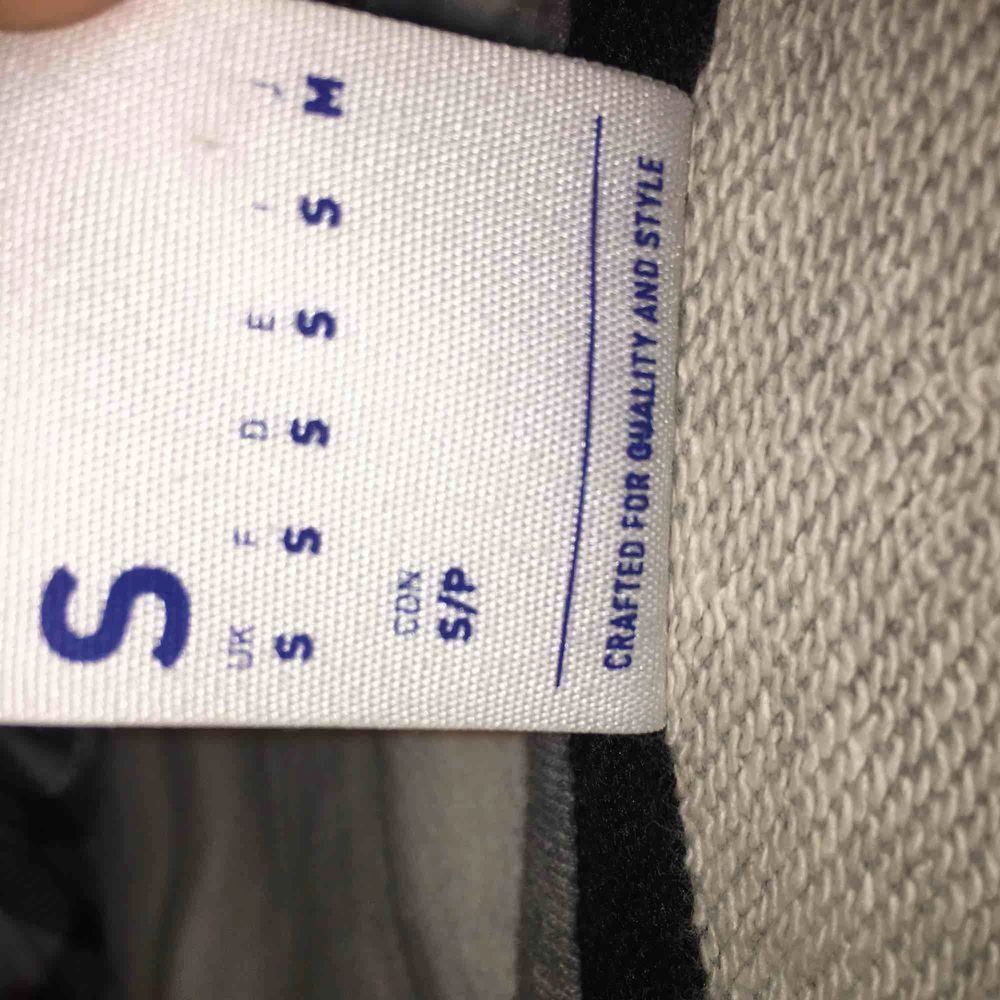 S
UK F D E I J
S S S S S M
CDN
S/P
CRAFTED FOR QUALITY AND STYLE